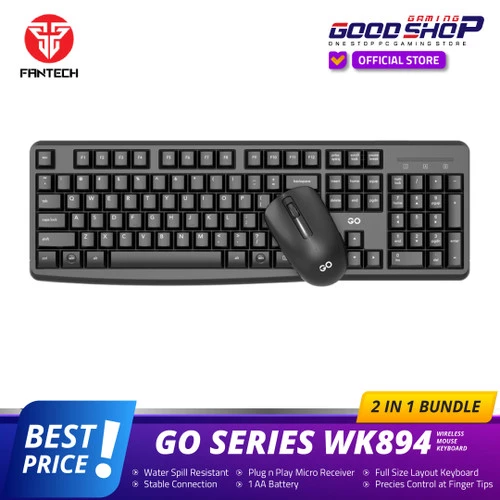 FANTECH
GAMING
GOOD SHOP
ONE STOP PC GAMING STORE
OFFICIAL STORE
GO
GO
2 IN 1 BUNDLE
BEST
PRICE!
GO SERIES WK894
WIRELESS
MOUSE
KEYBOARD
• Water Spill Resistant
• Stable Connection
• Plug n Play Micro Receiver
• 1 AA Battery
• Full Size Layout Keyboard
• Precies Control at Finger Tips